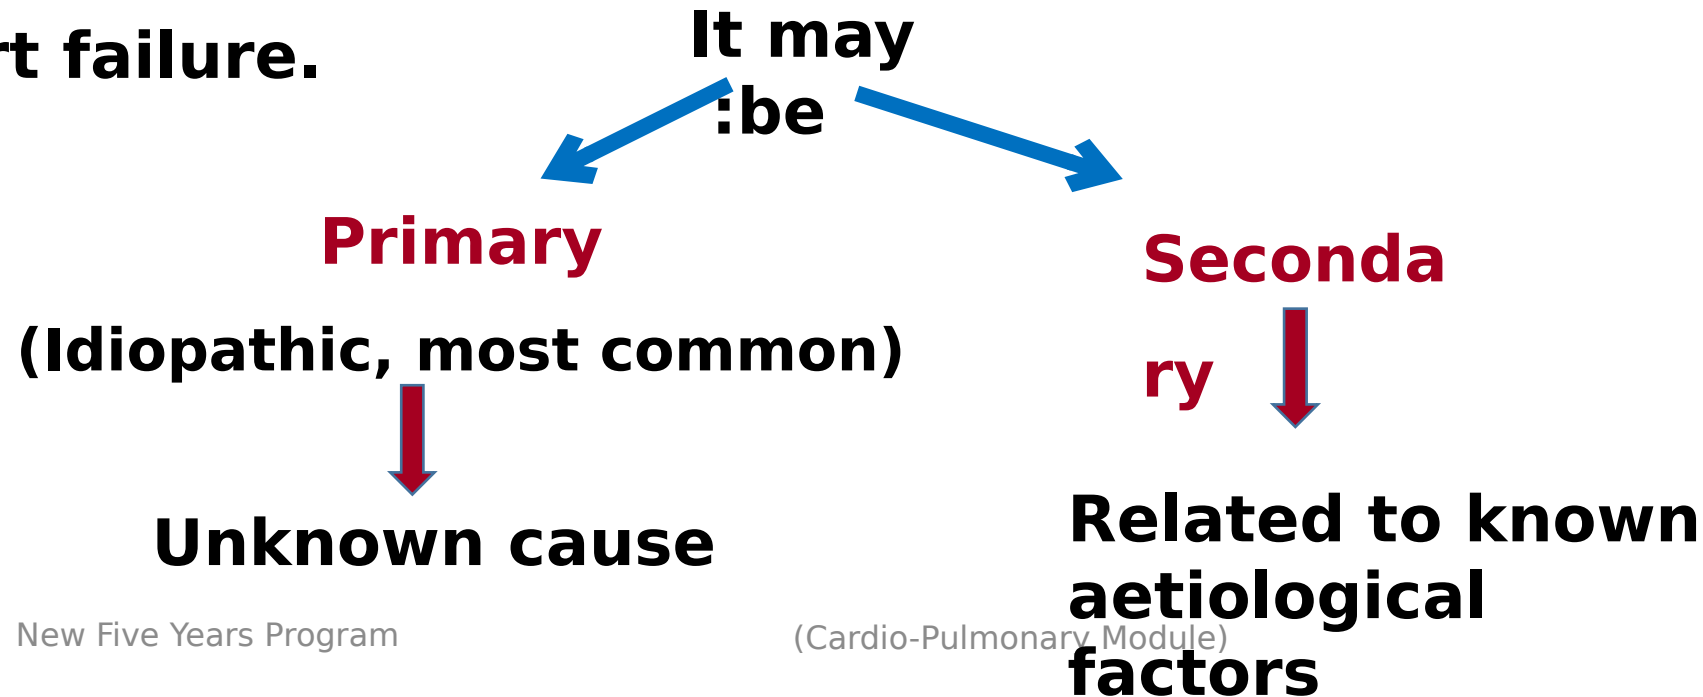 rt failure.
It may
:be
Primary
Seconda
ry
(Idiopathic, most common)
Unknown cause
Related to known
aetiological
factors
New Five Years Program
(Cardio-Pulmonary Module)